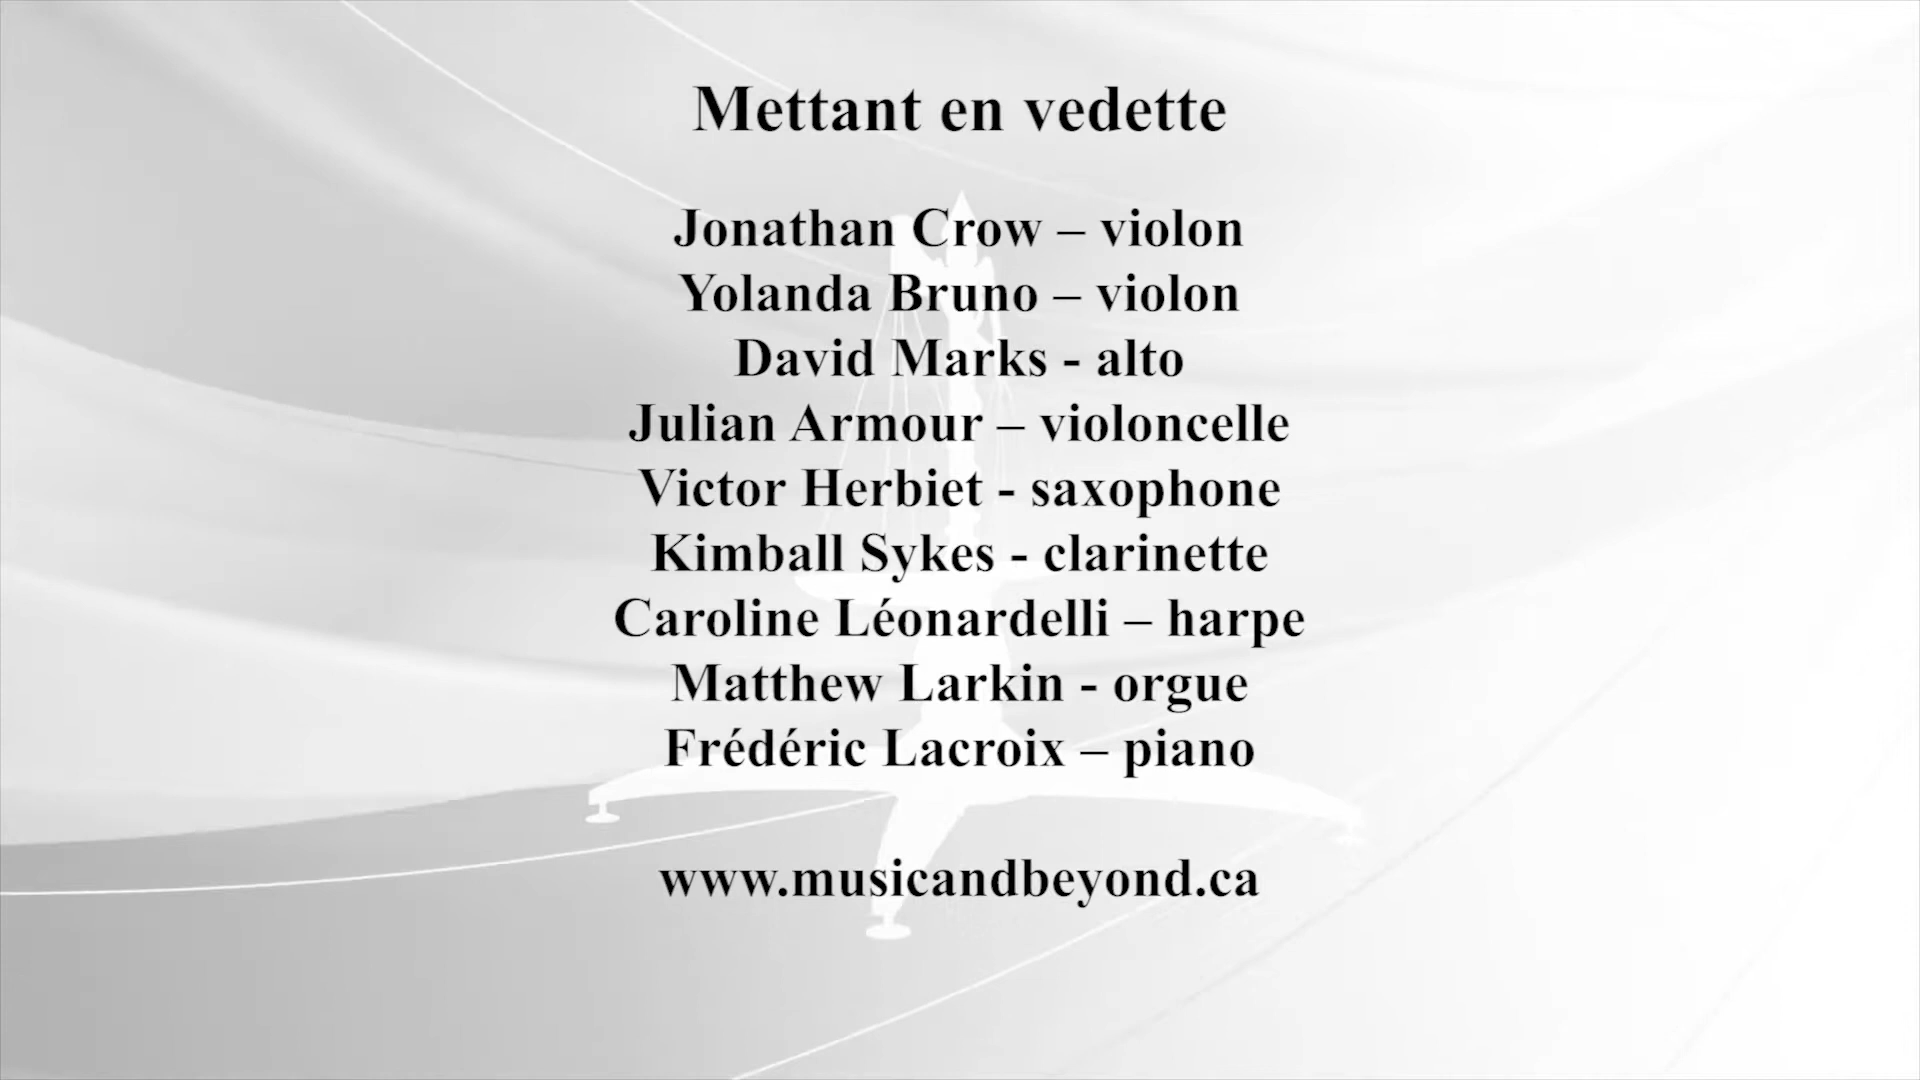 Mettant en vedette
Jonathan Crow – violon
Yolanda Bruno – violon
David Marks - alto
Julian Armour – violoncelle
Victor Herbiet - saxophone
Kimball Sykes - clarinette
Caroline Léonardelli – harpe
Matthew Larkin - orgue
Frédéric Lacroix – piano
www.musicandbeyond.ca